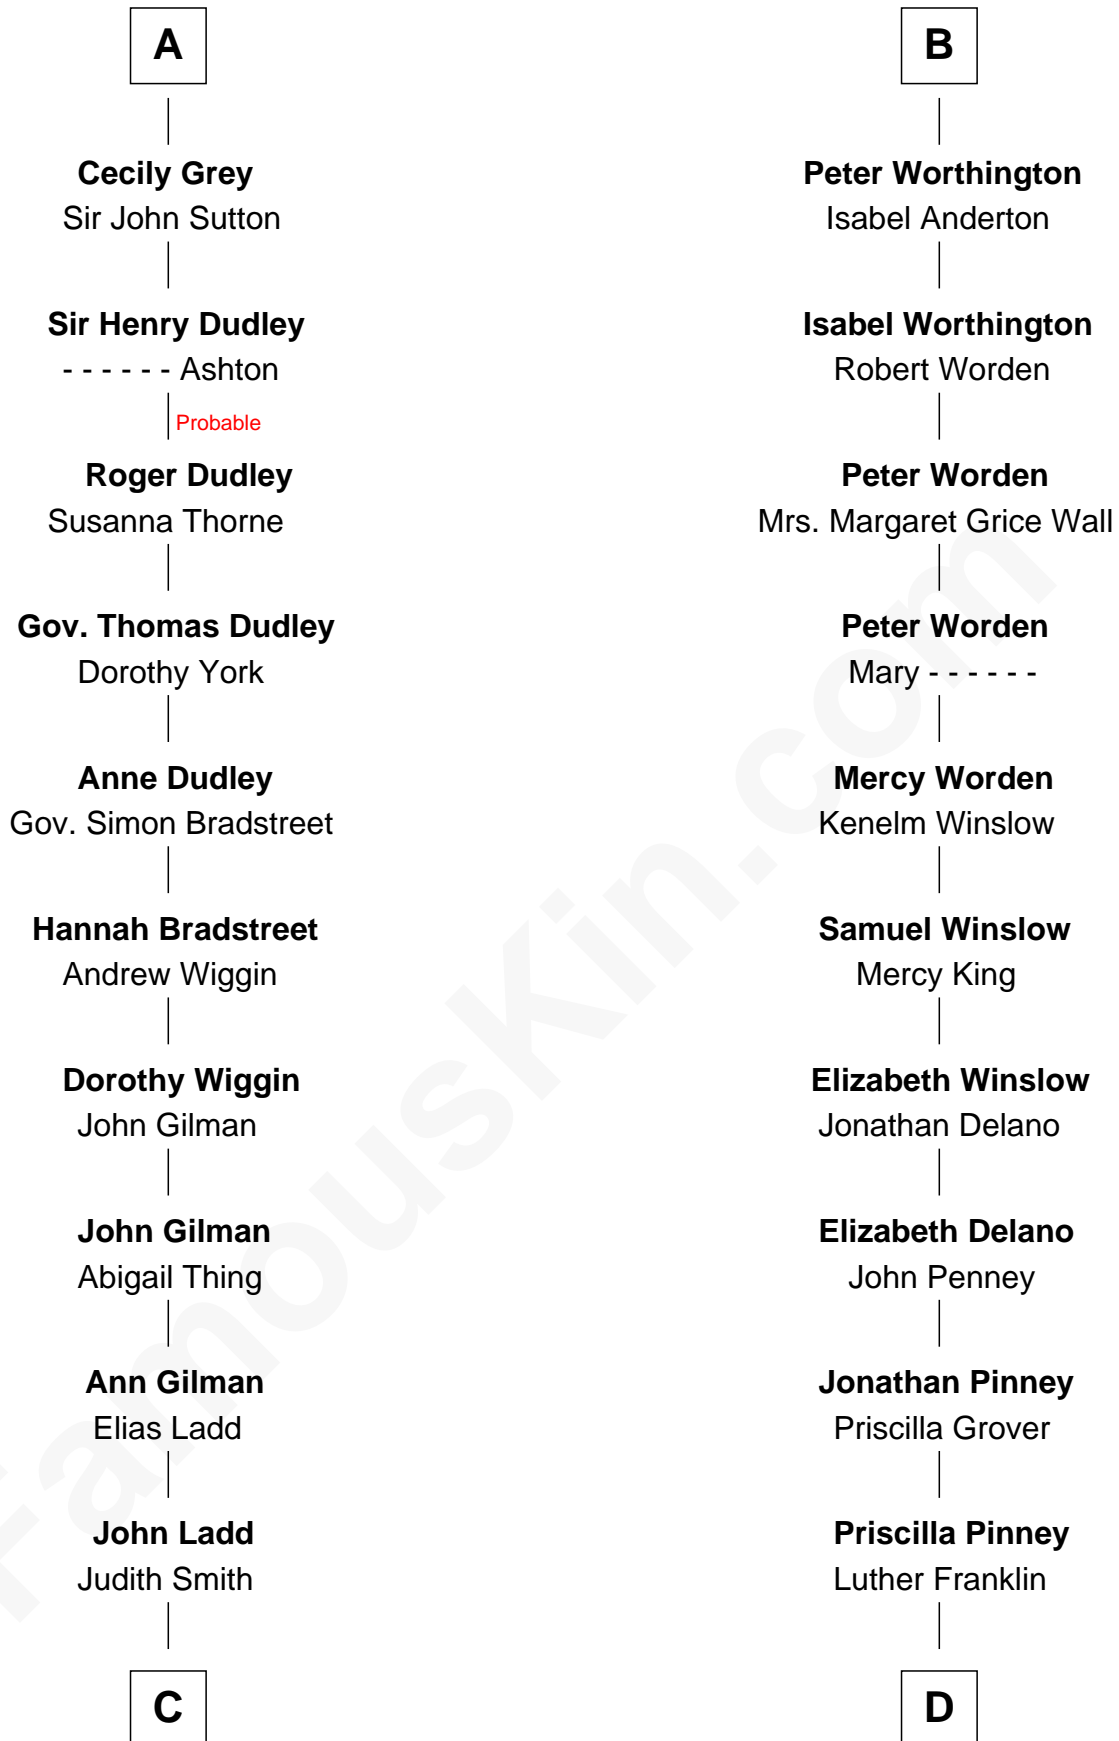 A
Cecily Grey
Sir John Sutton
Sir Henry Dudley
- - - - - - Ashton
Probable
Roger Dudley
Susanna Thorne
Gov. Thomas Dudley
Dorothy York
Anne Dudley
Gov. Simon Bradstreet
Hannah Bradstreet
Andrew Wiggin
Dorothy Wiggin
John Gilman
John Gilman
Abigail Thing
Ann Gilman
Elias Ladd
John Ladd
Judith Smith
C
B
Peter Worthington
Isabel Anderton
Isabel Worthington
Robert Worden
Peter Worden
Mrs. Margaret Grice Wall
Peter Worden
Mary - - - - - -
Mercy Worden
Kenelm Winslow
Samuel Winslow
Mercy King
Elizabeth Winslow
Jonathan Delano
Elizabeth Delano
John Penney
Jonathan Pinney
Priscilla Grover
Priscilla Pinney
Luther Franklin
D
FamousKin.com